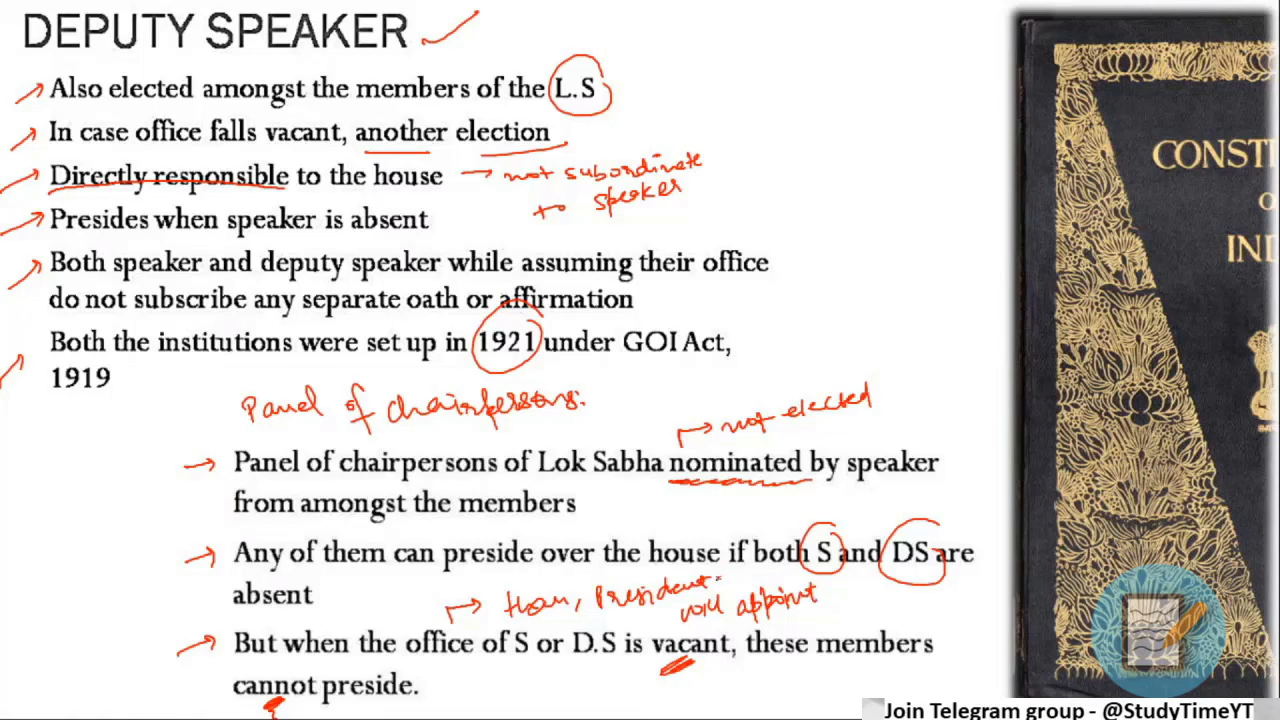 DEPUTY SPEAKER
Also elected amongst the members of the L.S
In case office falls vacant, another election
Directly responsible to the house → not subordinate
to speaker
Presides when speaker is absent
Both speaker and deputy speaker while assuming their office
do not subscribe any separate oath or affirmation
Both the institutions were set up in 1921 under GOI Act,
1919
Panel of chairpersons.
→ not elected
→ Panel of chairpersons of Lok Sabha nominated by speaker
from amongst the members
→ Any of them can preside over the house if both S and DS are
absent
→ then, President
will appoint
→ But when the office of S or D.S is vacant, these members
cannot preside.
CONST
O
IND
Join Telegram group - @StudyTimeYT